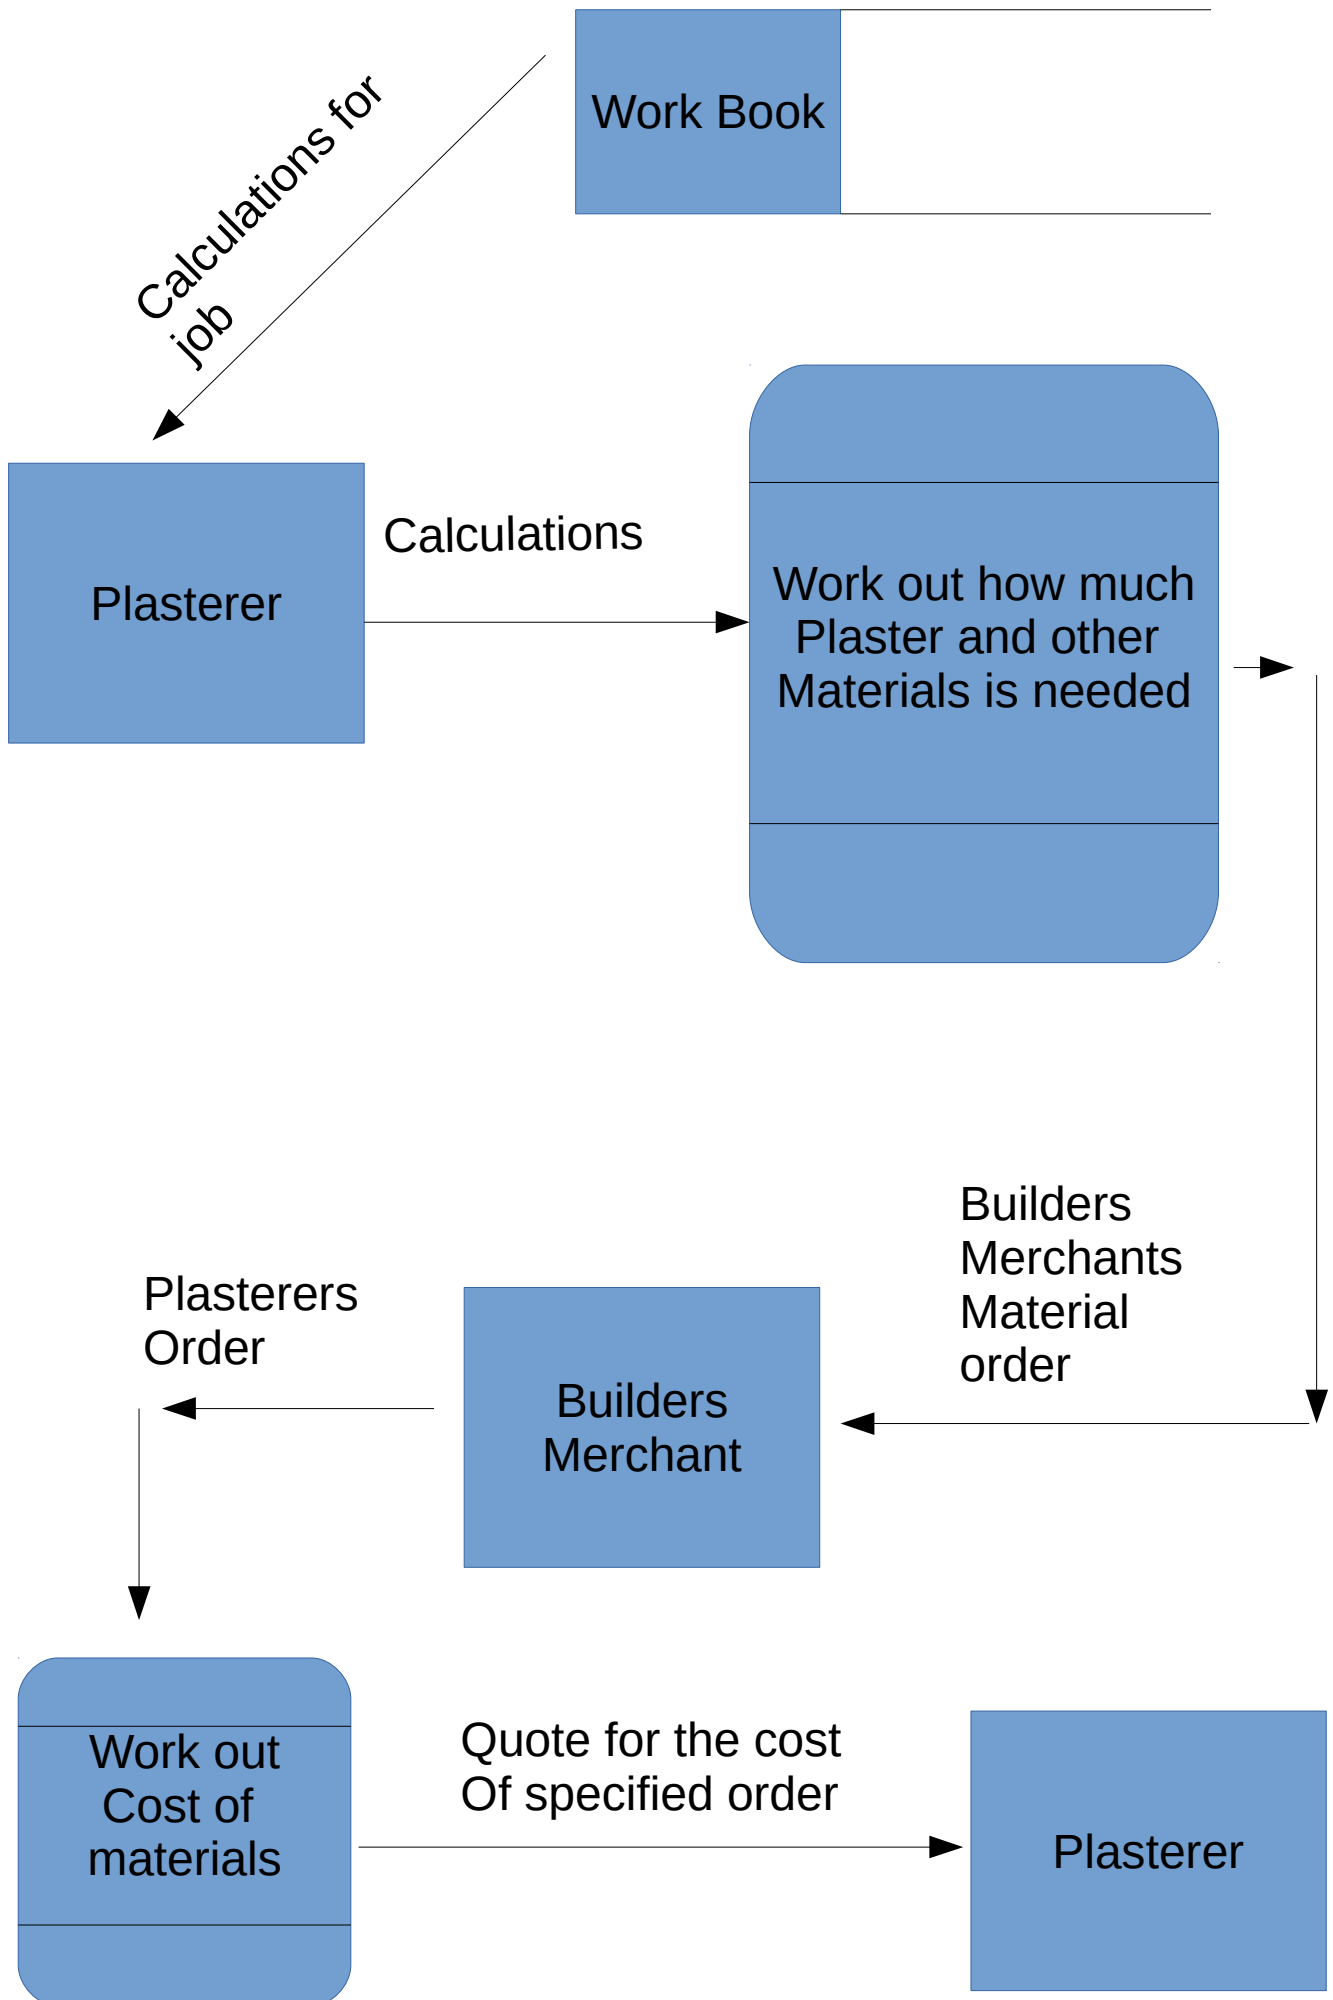 Work Book
Calculations for
job
Plasterer
Calculations
Work out how much
Plaster and other
Materials is needed
Builders
Merchants
Material
order
Builders
Merchant
Plasterers
Order
Work out
Cost of
materials
Quote for the cost
Of specified order
Plasterer